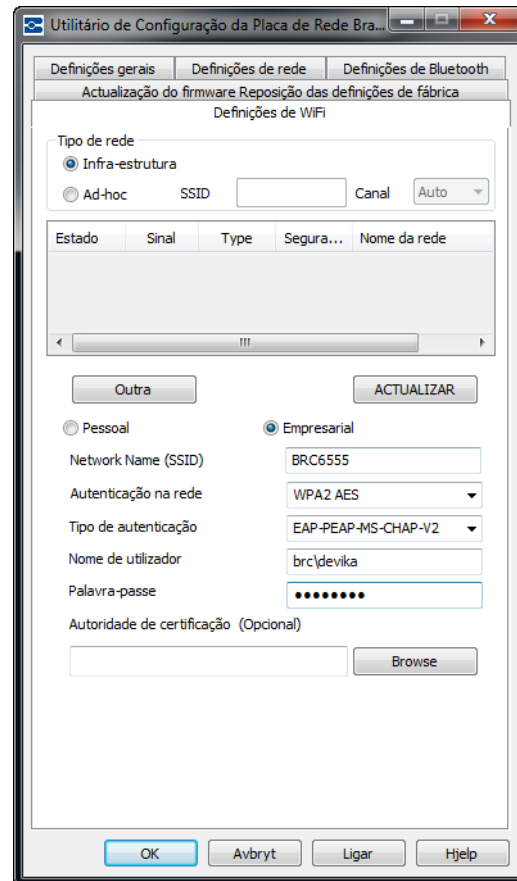 Utilitário de Configuração da Placa de Rede Bra...
Definições gerais Definições de rede Definições de Bluetooth
Actualização do firmware Reposição das definições de fábrica
Definições de WiFi
Tipo de rede
Infra-estrutura
Ad-hoc SSID Canal Auto
Estado Sinal Type Segura... Nome da rede
Outra ACTUALIZAR
Pessoal Empresarial
Network Name (SSID) BRC6555
Autenticação na rede WPA2 AES
Tipo de autenticação EAP-PEAP-MS-CHAP-V2
Nome de utilizador brc\devika
Palavra-passe ●●●●●●●●
Autoridade de certificação (Opcional)
Browse
OK Avbryt Ligar Hjelp